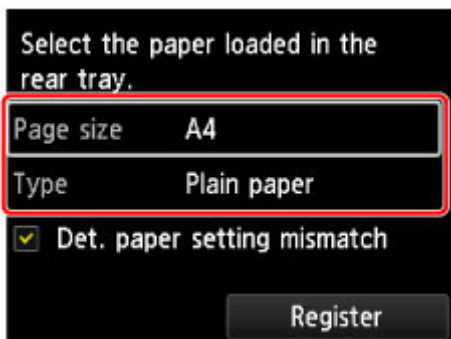 Select the paper loaded in the
rear tray.
Page size A4
Type Plain paper
Det. paper setting mismatch
Register